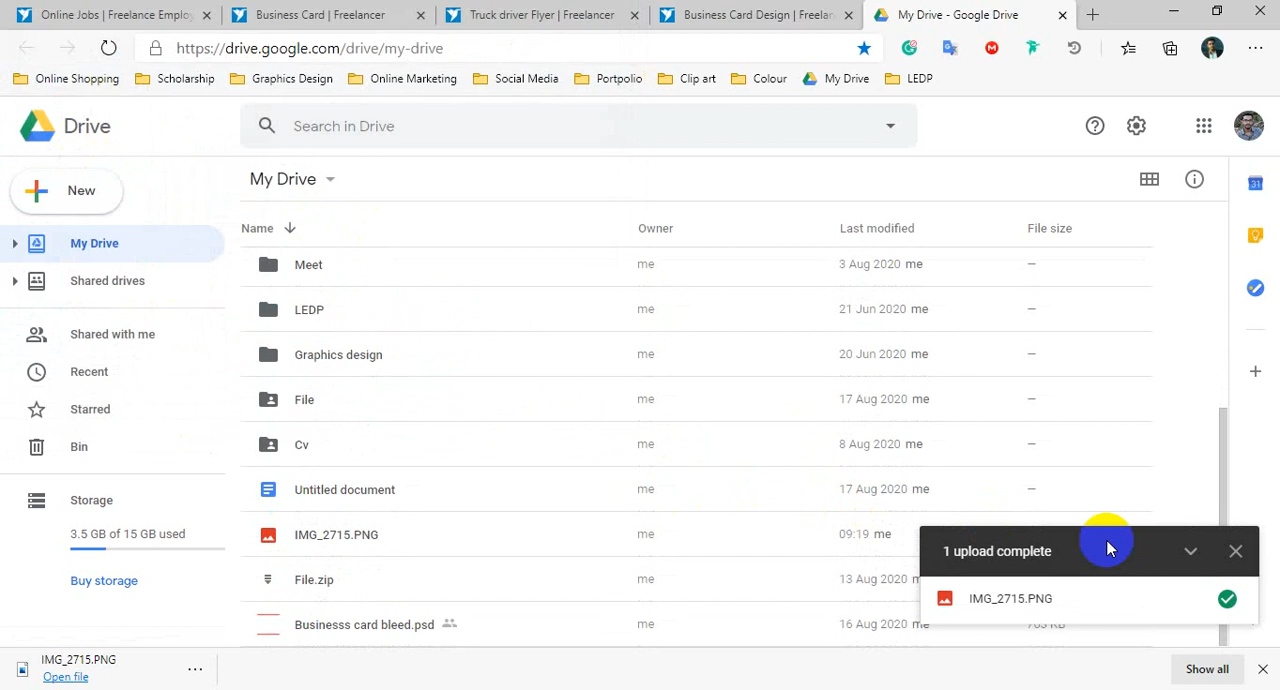 Online Jobs | Freelance Employ
Business Card | Freelancer
Truck driver Flyer | Freelancer
Business Card Design | Freelan
My Drive - Google Drive
https://drive.google.com/drive/my-drive
Online Shopping
Scholarship
Graphics Design
Online Marketing
Social Media
Portpolio
Clip art
Colour
My Drive
LEDP
Drive
Search in Drive
New
My Drive
Name
Owner
Last modified
File size
My Drive
Shared drives
Shared with me
Recent
Starred
Bin
Storage
3.5 GB of 15 GB used
Buy storage
Meet me 3 Aug 2020 me –
LEDP me 21 Jun 2020 me –
Graphics design me 20 Jun 2020 me –
File me 17 Aug 2020 me –
Cv me 8 Aug 2020 me –
Untitled document me 17 Aug 2020 me –
IMG_2715.PNG me 09:19 me
File.zip me 13 Aug 2020
Businesss card bleed.psd me 16 Aug 2020
31
1 upload complete
IMG_2715.PNG
IMG_2715.PNG
Open file
Show all